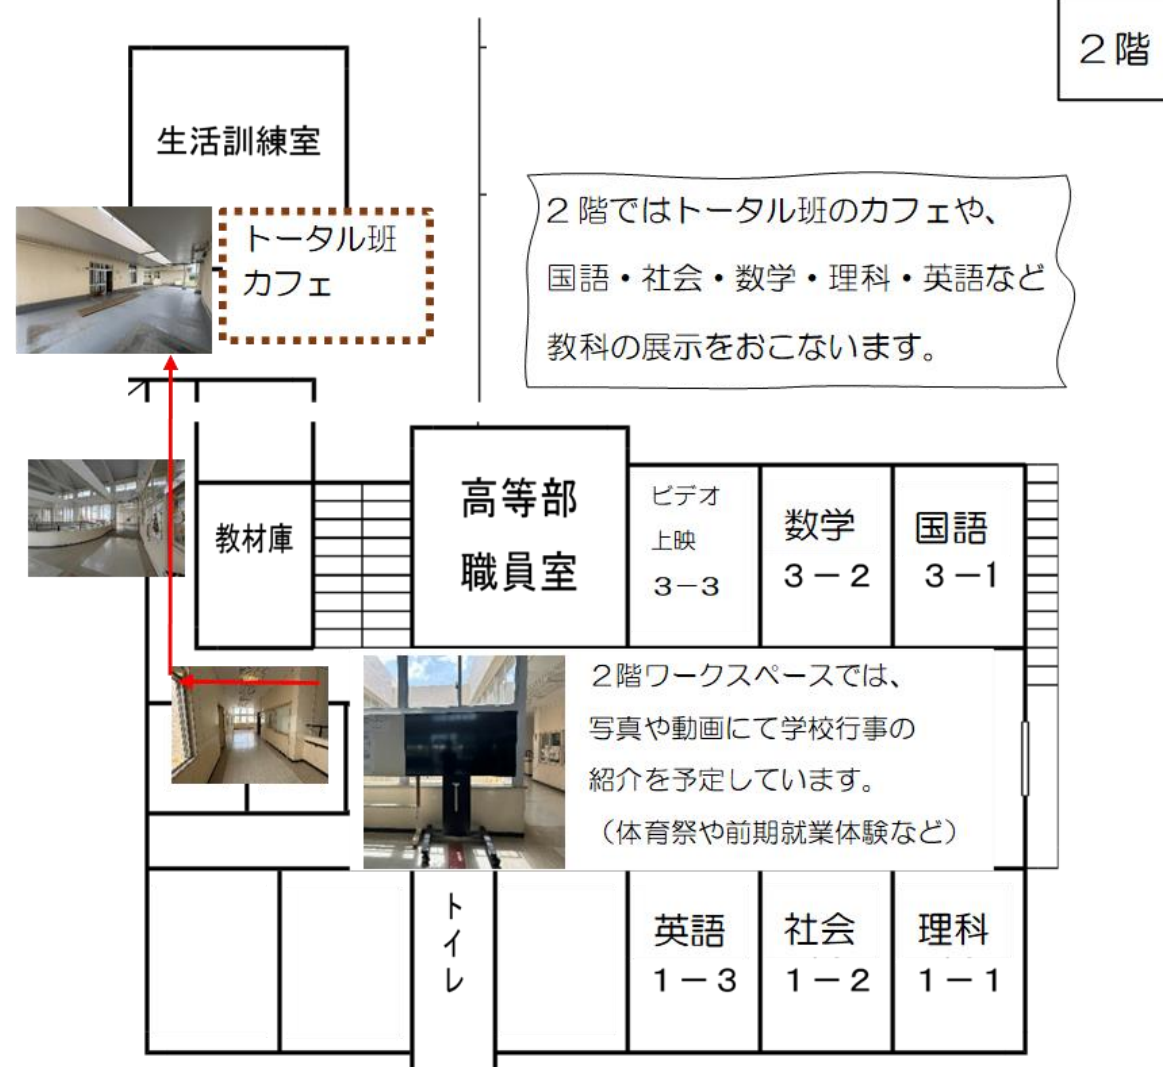 2階
生活訓練室
トータル班
カフェ
2階ではトータル班のカフェや、
国語・社会・数学・理科・英語など
教科の展示をおこないます。
教材庫
高等部
職員室
ビデオ
上映
3－3
数学
3－2
国語
3－1
2階ワークスペースでは、
写真や動画にて学校行事の
紹介を予定しています。
（体育祭や前期就業体験など）
トイレ
英語
1－3
社会
1－2
理科
1－1